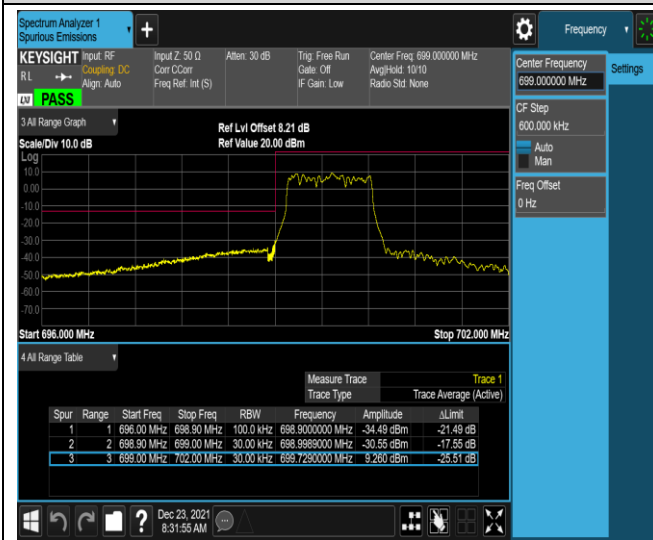 Spectrum Analyzer 1
Spurious Emissions
+
Frequency
KEYSIGHT Input: RF
Coupling: DC
Align: Auto
Input Z: 50 Ω
Corr CCorr
Freq Ref: Int (S)
Atten: 30 dB
Trig: Free Run
Gate: Off
IF Gain: Low
Center Freq: 699.000000 MHz
Avg|Hold: 10/10
Radio Std: None
R L
LXI PASS
3 All Range Graph
Scale/Div 10.0 dB
Ref Lvl Offset 8.21 dB
Ref Value 20.00 dBm
Log
10.0
0.00
-10.0
-20.0
-30.0
-40.0
-50.0
-60.0
-70.0
Start 696.000 MHz
Stop 702.000 MHz
4 All Range Table
Measure Trace Trace 1
Trace Type Trace Average (Active)
Spur Range Start Freq Stop Freq RBW Frequency Amplitude ΔLimit
1 1 696.00 MHz 698.90 MHz 100.0 kHz 698.9000000 MHz -34.49 dBm -21.49 dB
2 2 698.90 MHz 699.00 MHz 30.00 kHz 698.9989000 MHz -30.55 dBm -17.55 dB
3 3 699.00 MHz 702.00 MHz 30.00 kHz 699.7290000 MHz 9.260 dBm -25.51 dB
Dec 23, 2021
8:31:55 AM
Center Frequency
699.000000 MHz
Settings
CF Step
600.000 kHz
Auto
Man
Freq Offset
0 Hz